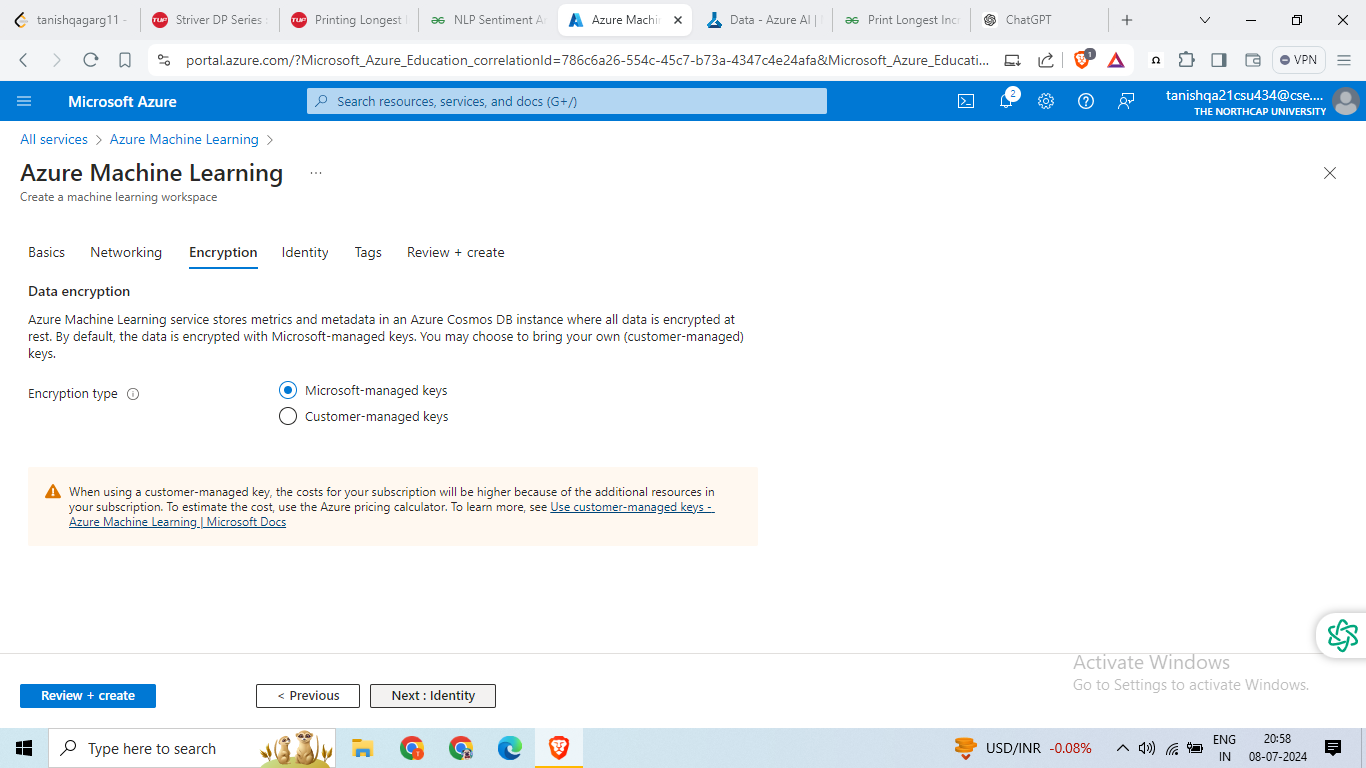 tanishqagarg11 -
Striver DP Series :
Printing Longest
NLP Sentiment A
Azure Machi
Data - Azure AI |
Print Longest Inc
ChatGPT
portal.azure.com/?Microsoft_Azure_Education_correlationId=786c6a26-554c-45c7-b73a-4347c4e24afa&Microsoft_Azure_Educati...
1
VPN
Microsoft Azure
Search resources, services, and docs (G+/)
2
tanishqa21csu434@cse....
THE NORTHCAP UNIVERSITY
All services > Azure Machine Learning >
Azure Machine Learning ...
Create a machine learning workspace
Basics Networking Encryption Identity Tags Review + create
Data encryption
Azure Machine Learning service stores metrics and metadata in an Azure Cosmos DB instance where all data is encrypted at
rest. By default, the data is encrypted with Microsoft-managed keys. You may choose to bring your own (customer-managed)
keys.
Encryption type
Microsoft-managed keys
Customer-managed keys
When using a customer-managed key, the costs for your subscription will be higher because of the additional resources in
your subscription. To estimate the cost, use the Azure pricing calculator. To learn more, see Use customer-managed keys -
Azure Machine Learning | Microsoft Docs
Activate Windows
Go to Settings to activate Windows.
Review + create
< Previous
Next : Identity
Type here to search
USD/INR -0.08%
ENG
IN
20:58
08-07-2024